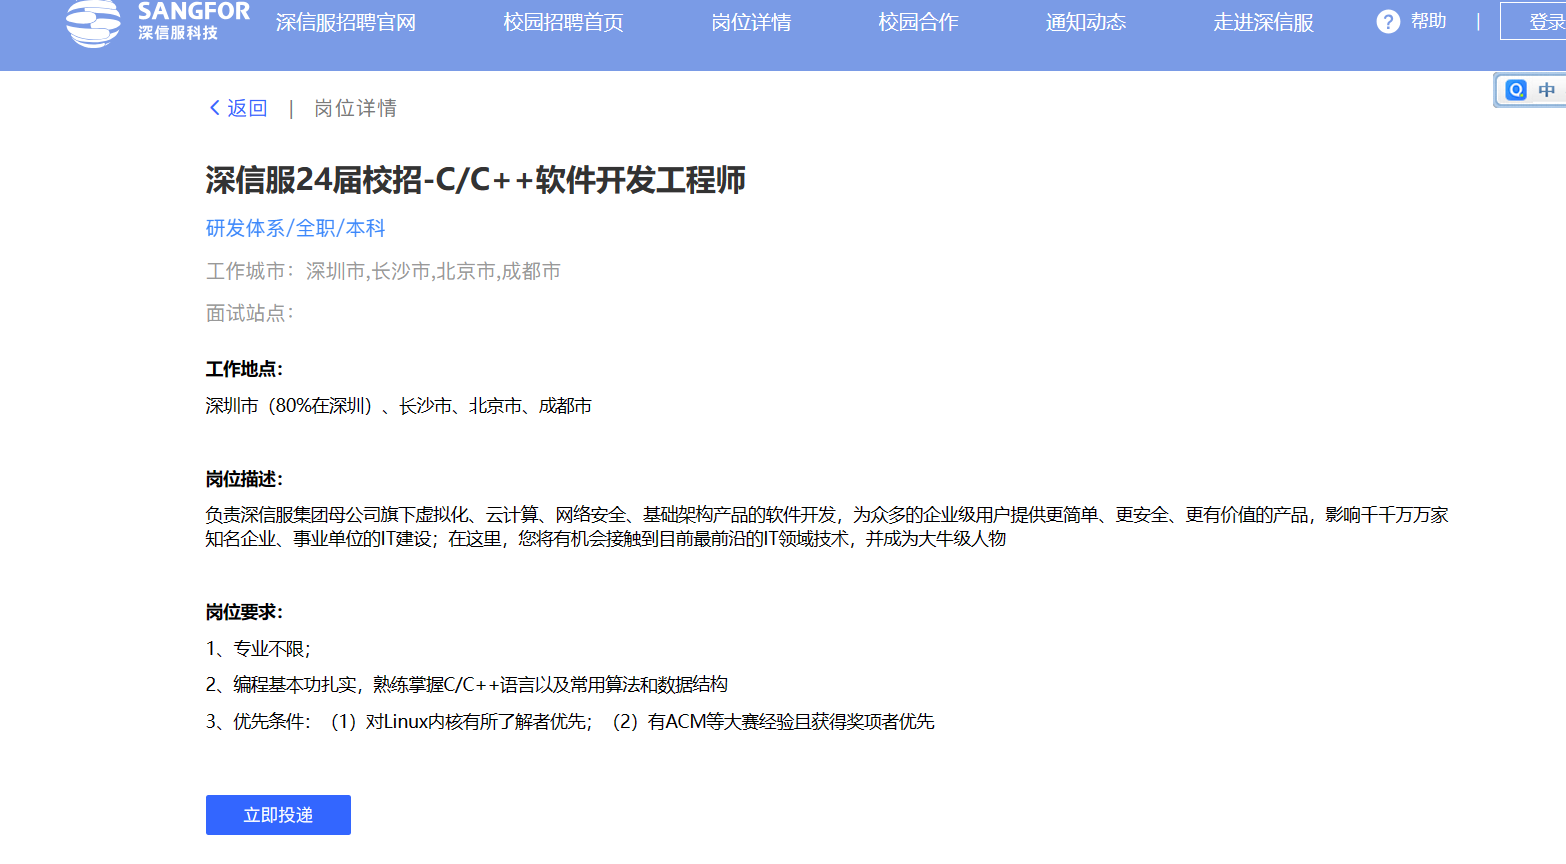 SANGFOR
深信服科技
深信服招聘官网 校园招聘首页 岗位详情 校园合作 通知动态 走进深信服 ? 帮助 | 登录
中
返回 | 岗位详情
深信服24届校招-C/C++软件开发工程师
研发体系/全职/本科
工作城市：深圳市,长沙市,北京市,成都市
面试站点：
工作地点：
深圳市（80%在深圳）、长沙市、北京市、成都市
岗位描述：
负责深信服集团母公司旗下虚拟化、云计算、网络安全、基础架构产品的软件开发，为众多的企业级用户提供更简单、更安全、更有价值的产品，影响千千万万家
知名企业、事业单位的IT建设；在这里，您将有机会接触到目前最前沿的IT领域技术，并成为大牛级人物
岗位要求：
1、专业不限；
2、编程基本功扎实，熟练掌握C/C++语言以及常用算法和数据结构
3、优先条件：（1）对Linux内核有所了解者优先；（2）有ACM等大赛经验且获得奖项者优先
立即投递